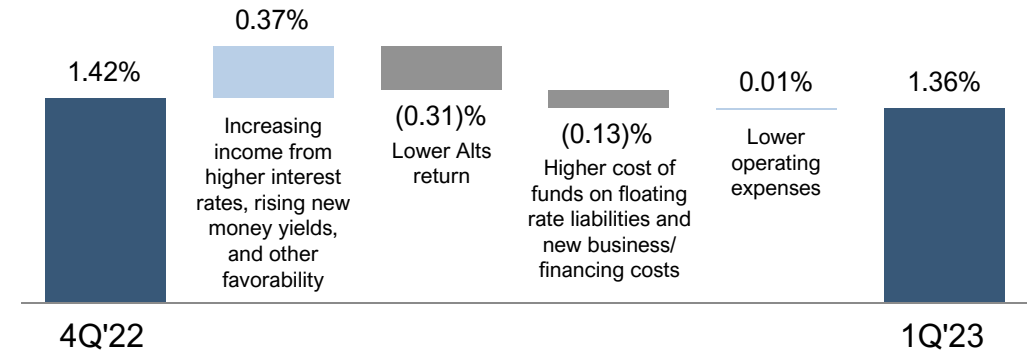 1.42%
0.37%
Increasing
income from
higher interest
rates, rising new
money yields,
and other
favorability
(0.31)%
Lower Alts
return
(0.13)%
Higher cost of
funds on floating
rate liabilities and
new business/
financing costs
0.01%
Lower
operating
expenses
1.36%
4Q'22
1Q'23